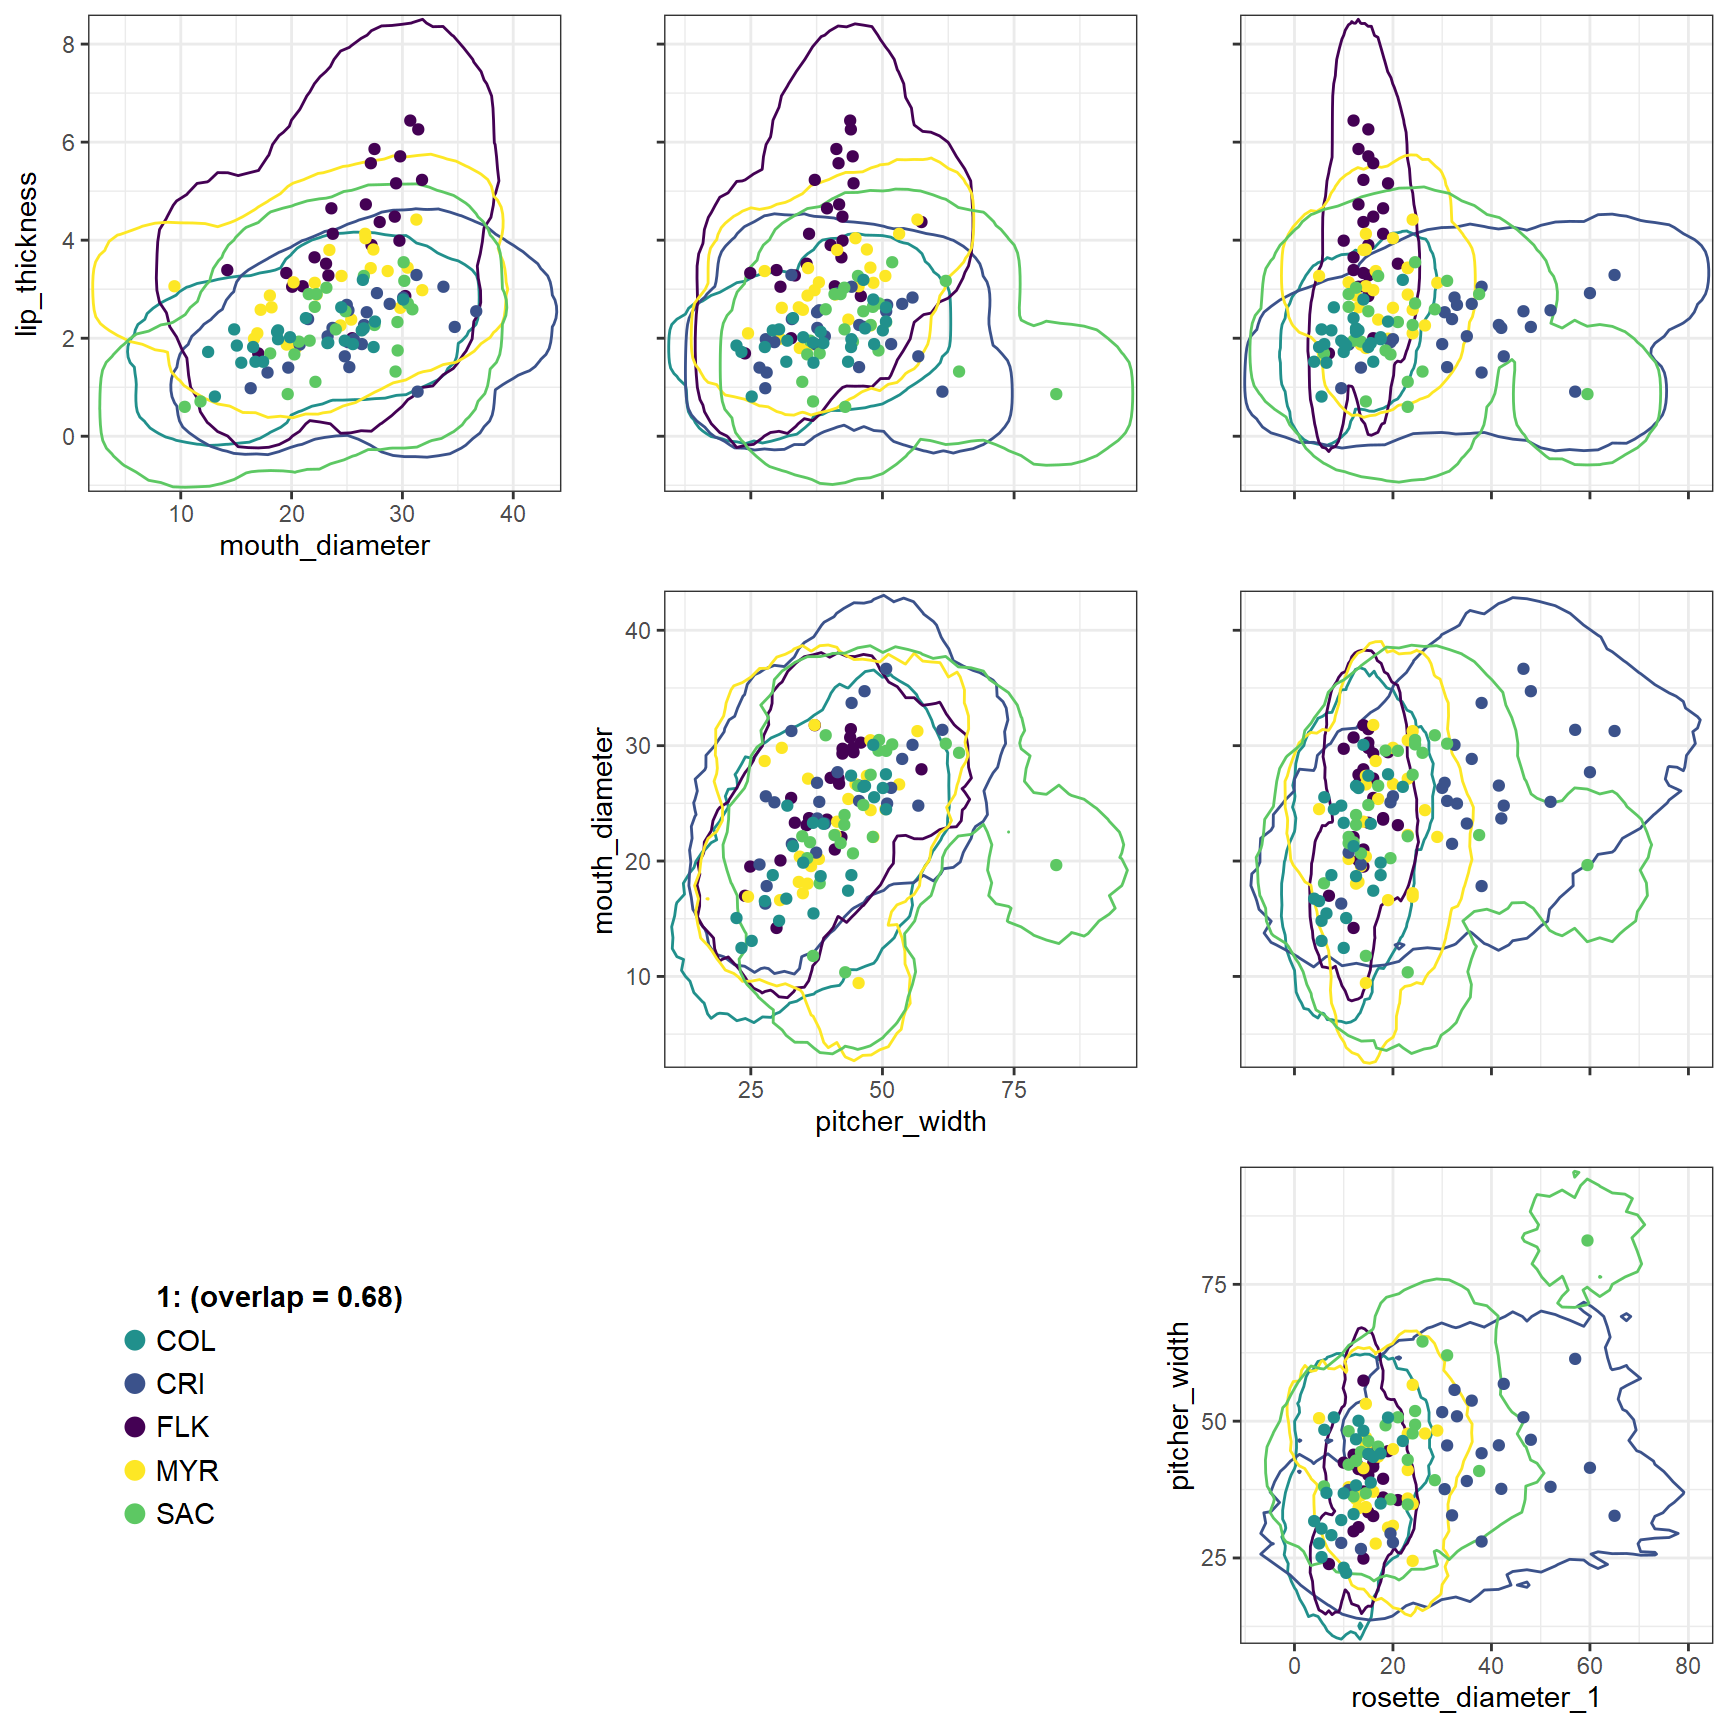 8
6
4
2
0
lip_thickness
10 20 30 40
mouth_diameter
40
30
20
10
mouth_diameter
25 50 75
pitcher_width
1: (overlap = 0.68)
COL
CRI
FLK
MYR
SAC
75
50
25
pitcher_width
0 20 40 60 80
rosette_diameter_1